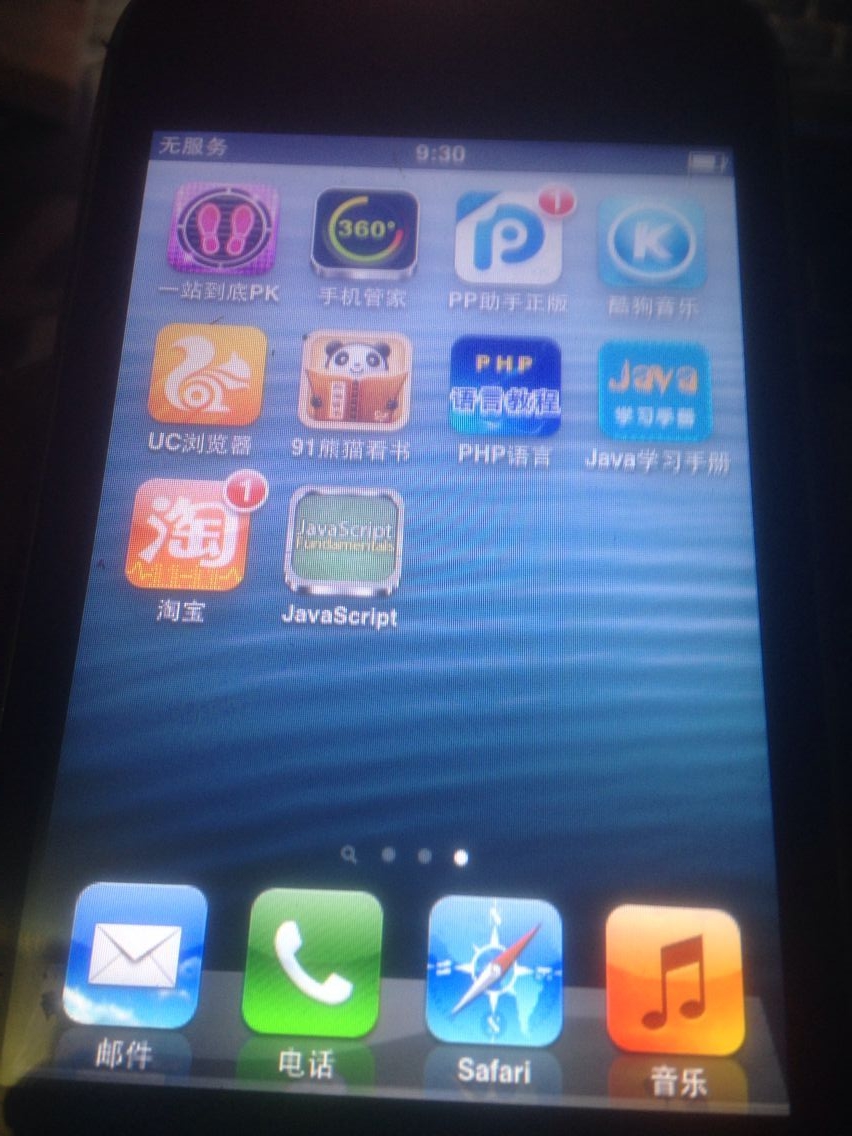 无服务
9:30
360°
1
K
一站到底PK
手机管家
PP助手正版
酷狗音乐
PHP
语言教程
Java
学习手册
UC浏览器
91熊猫看书
PHP语言
Java学习手册
淘
1
JavaScript
Fundamentals
淘宝
JavaScript
邮件
电话
Safari
音乐